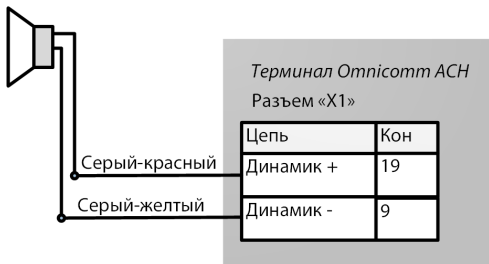 Терминал Omnicomm АСН
Разъем «X1»
Цепь Кон
Серый-красный Динамик + 19
Серый-желтый Динамик - 9